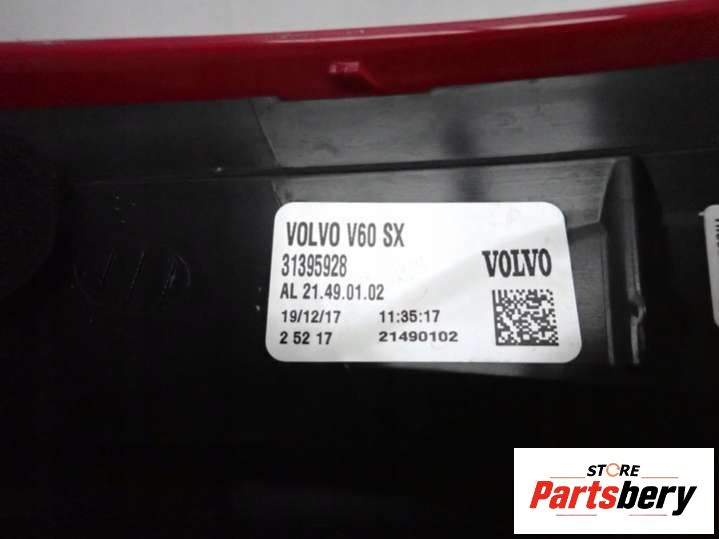 VOLVO V60 SX
31395928
VOLVO
AL 21.49.01.02
19/12/17 11:35:17
2 52 17 21490102
STORE
Partsbery